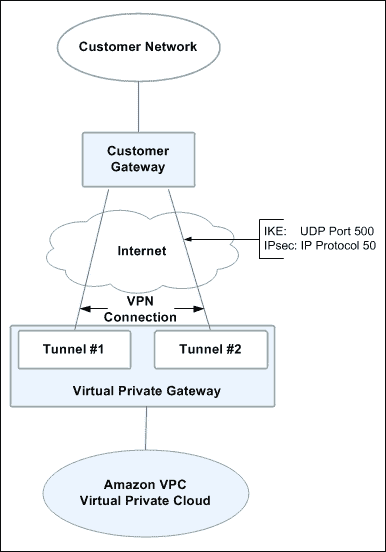 Customer Network
Customer
Gateway
Internet
IKE: UDP Port 500
IPsec: IP Protocol 50
VPN
Connection
Tunnel #1
Tunnel #2
Virtual Private Gateway
Amazon VPC
Virtual Private Cloud